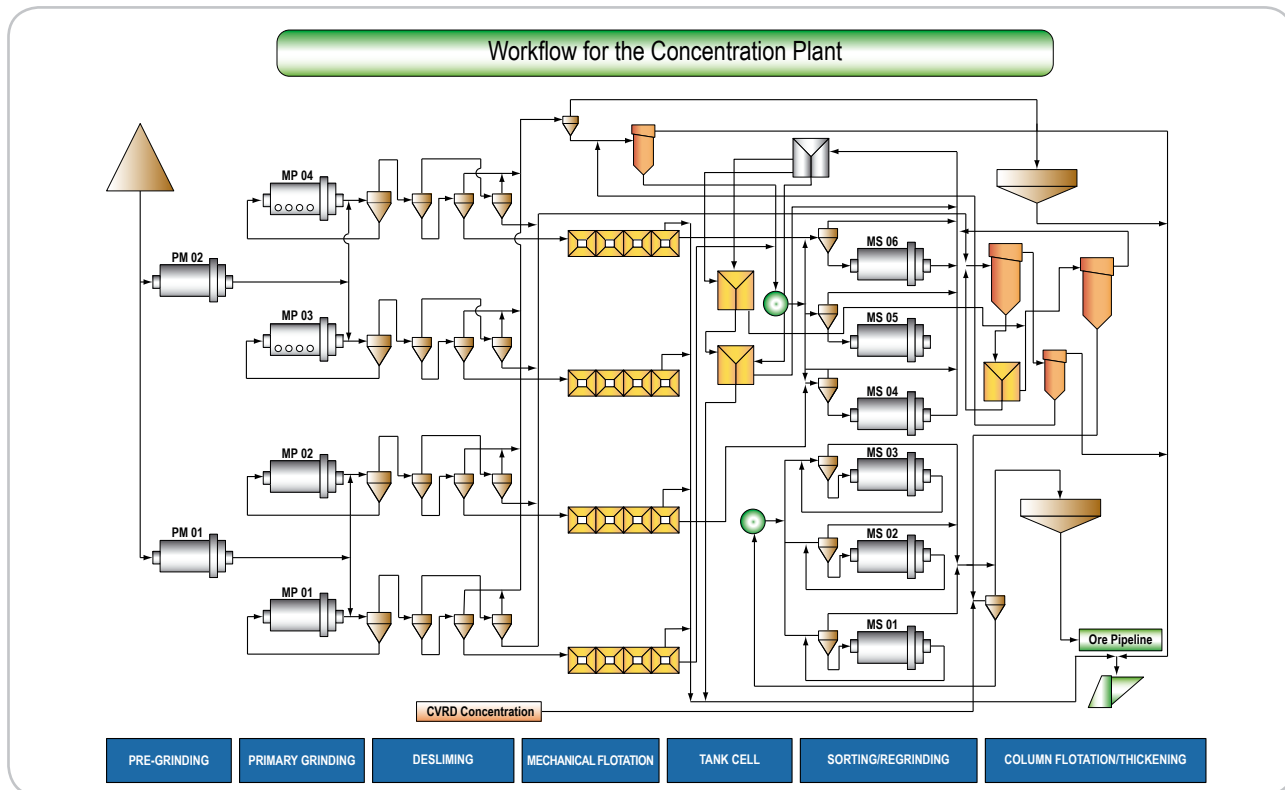 Workflow for the Concentration Plant
MP 04
PM 02
MS 06
MP 03
MS 05
MS 04
MP 02
MS 03
PM 01
MS 02
MP 01
MS 01
Ore Pipeline
CVRD Concentration
PRE-GRINDING
PRIMARY GRINDING
DESLIMING
MECHANICAL FLOTATION
TANK CELL
SORTING/REGRINDING
COLUMN FLOTATION/THICKENING